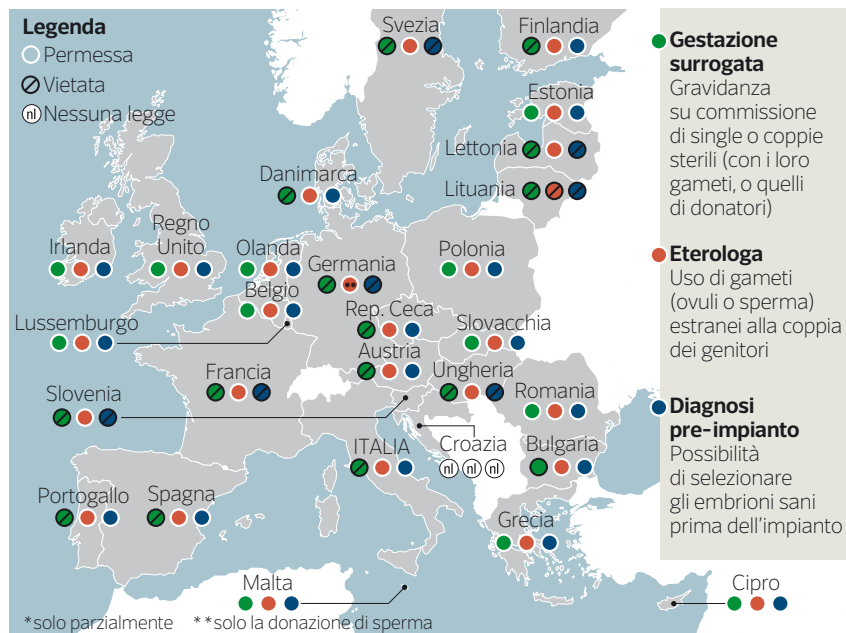 Legenda
Permessa
Vietata
nl Nessuna legge
Svezia
Finlandia
Estonia
Lettonia
Lituania
Danimarca
Regno
Unito
Irlanda
Olanda
Germania
**
Polonia
Belgio
Lussemburgo
Rep. Ceca
Slovacchia
Austria
Francia
Ungheria
Slovenia
Romania
ITALIA
Croazia
nl nl nl
Bulgaria
Portogallo
Spagna
Grecia
Malta
Cipro
*solo parzialmente **solo la donazione di sperma
Gestazione
surrogata
Gravidanza
su commissione
di single o coppie
sterili (con i loro
gameti, o quelli
di donatori)
Eterologa
Uso di gameti
(ovuli o sperma)
estranei alla coppia
dei genitori
Diagnosi
pre-impianto
Possibilità
di selezionare
gli embrioni sani
prima dell'impianto